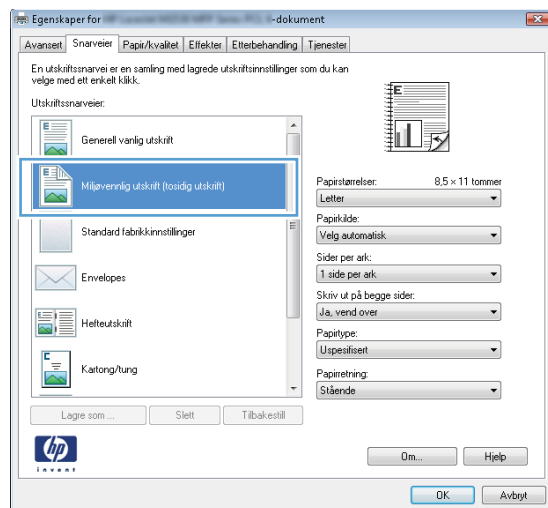 Egenskaper for -dokument
Avansert Snarveier Papir/kvalitet Effekter Etterbehandling Tjenester
En utskriftssnarvei er en samling med lagrede utskriftsinnstillinger som du kan
velge med ett enkelt klikk.
Utskriftssnarveier:
Generell vanlig utskrift
Miljøvennlig utskrift (tosidig utskrift)
Standard fabrikkinnstillinger
Envelopes
Hefteutskrift
Kartong/tung
Lagre som ... Slett Tilbakestill
E
Papirstørrelser: 8,5 × 11 tommer
Letter
Papirkilde:
Velg automatisk
Sider per ark:
1 side per ark
Skriv ut på begge sider:
Ja, vend over
Papirtype:
Uspesifisert
Papirretning:
Stående
hp
invent
Om... Hjelp
OK Avbryt